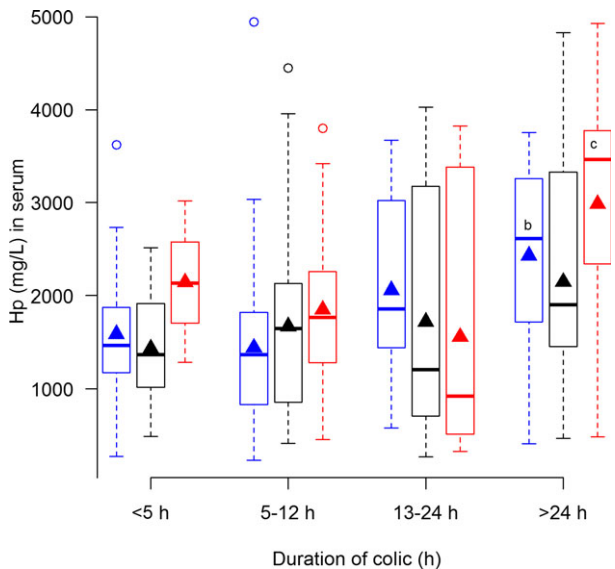 5000
4000
3000
2000
1000
Hp (mg/L) in serum
b
c
<5 h
5-12 h
13-24 h
>24 h
Duration of colic (h)